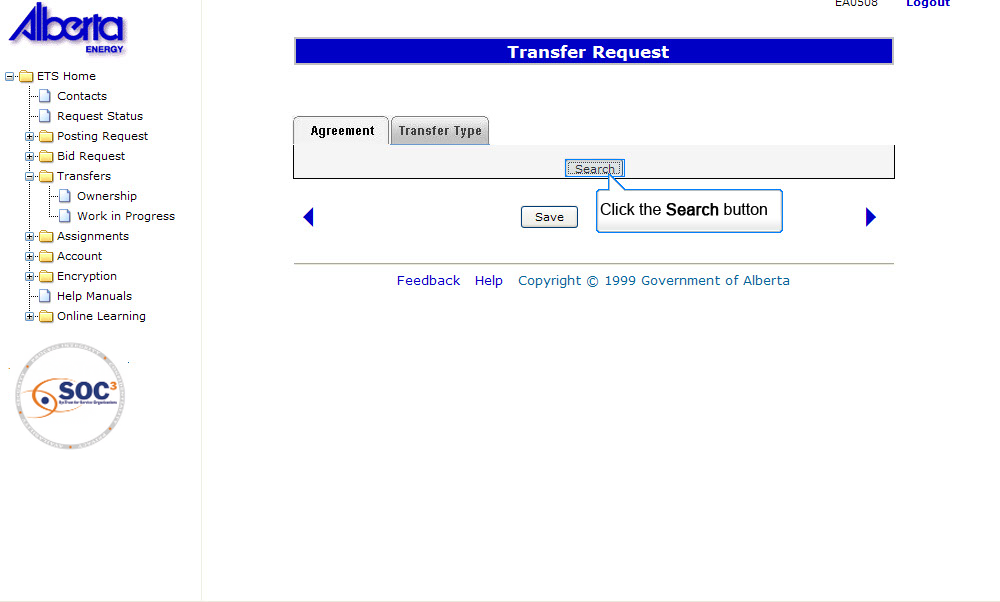 EA0508 Logout
Alberta
ENERGY
Transfer Request
ETS Home
Contacts
Request Status
Posting Request
Bid Request
Transfers
Ownership
Work in Progress
Assignments
Account
Encryption
Help Manuals
Online Learning
Agreement Transfer Type
Search
Click the Search button
Save
Feedback Help Copyright © 1999 Government of Alberta
SOC3